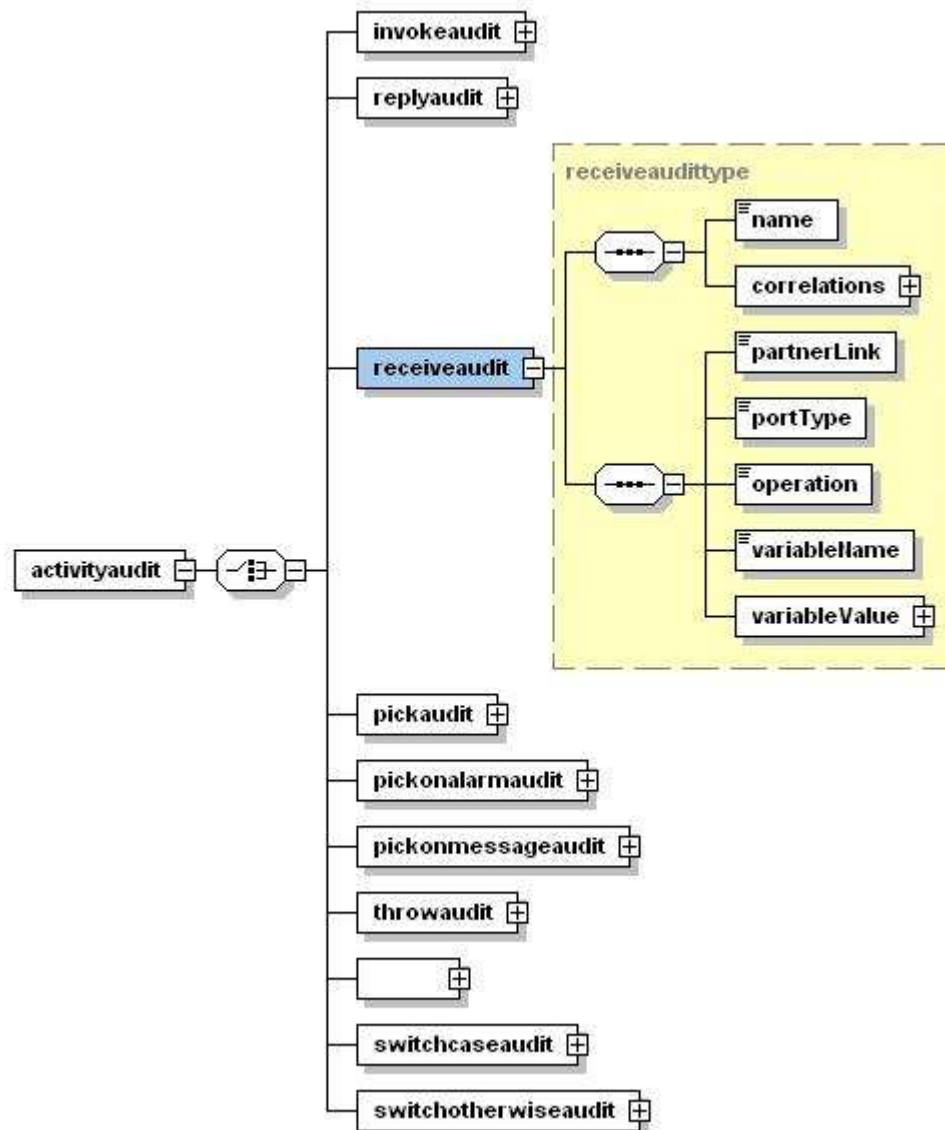 invokeaudit
replyaudit
receiveaudittype
name
correlations
receiveaudit
partnerLink
portType
operation
variableName
activityaudit
variableValue
pickaudit
pickonalarmaudit
pickonmessageaudit
throwaudit
switchcaseaudit
switchotherwiseaudit